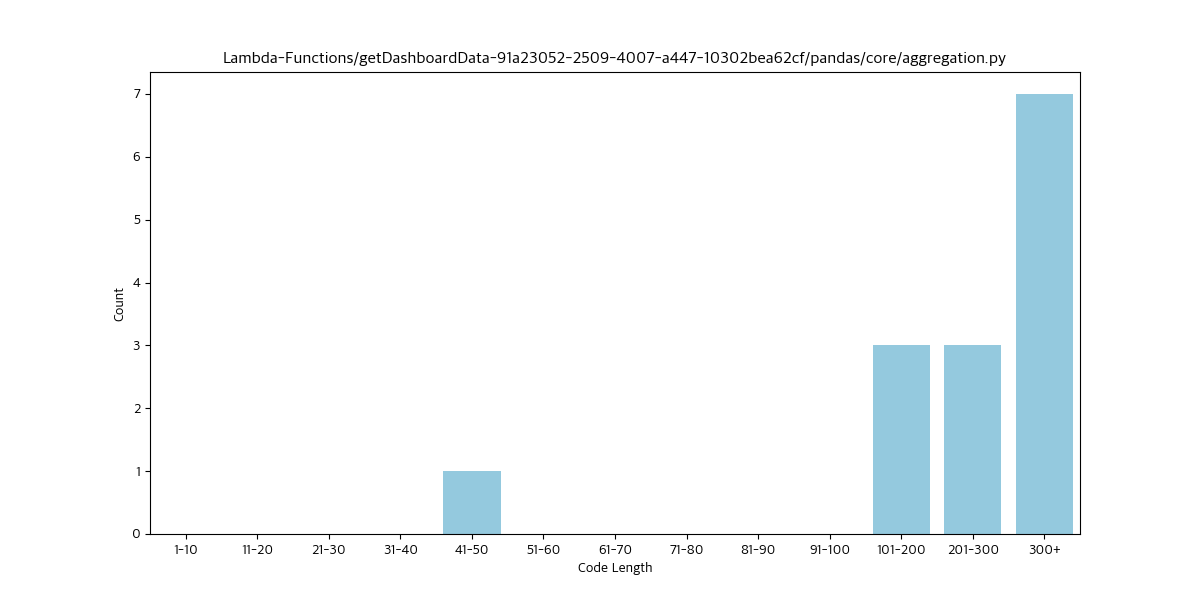 Lambda-Functions/getDashboardData-91a23052-2509-4007-a447-10302bea62cf/pandas/core/aggregation.py
7
6
5
4
3
2
1
0
Count
1-10 11-20 21-30 31-40 41-50 51-60 61-70 71-80 81-90 91-100 101-200 201-300 300+
Code Length